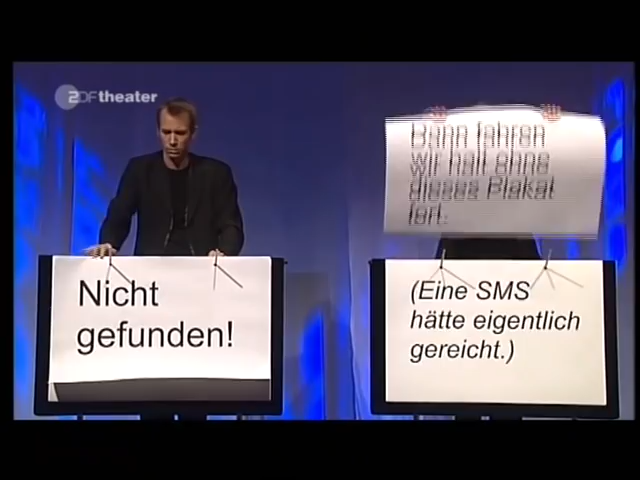 ZDFtheater
Nicht
gefunden!
Dann fahren
wir halt ohne
dieses Plakat
fort.
(Eine SMS
hätte eigentlich
gereicht.)